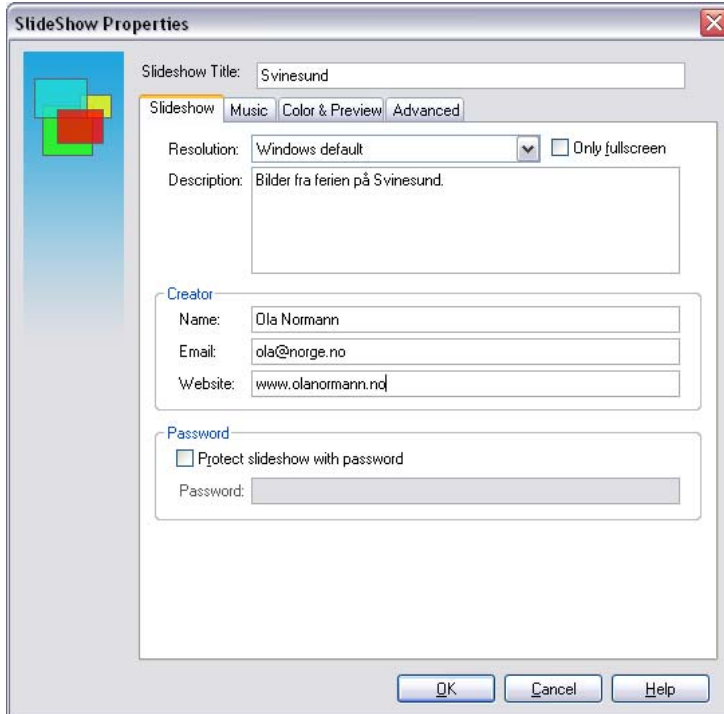 SlideShow Properties
Slideshow Title: Svinesund
Slideshow Music Color & Preview Advanced
Resolution: Windows default Only fullscreen
Description: Bilder fra ferien på Svinesund.
Creator
Name: Ola Normann
Email: ola@norge.no
Website: www.olanormann.no
Password
Protect slideshow with password
Password:
OK Cancel Help